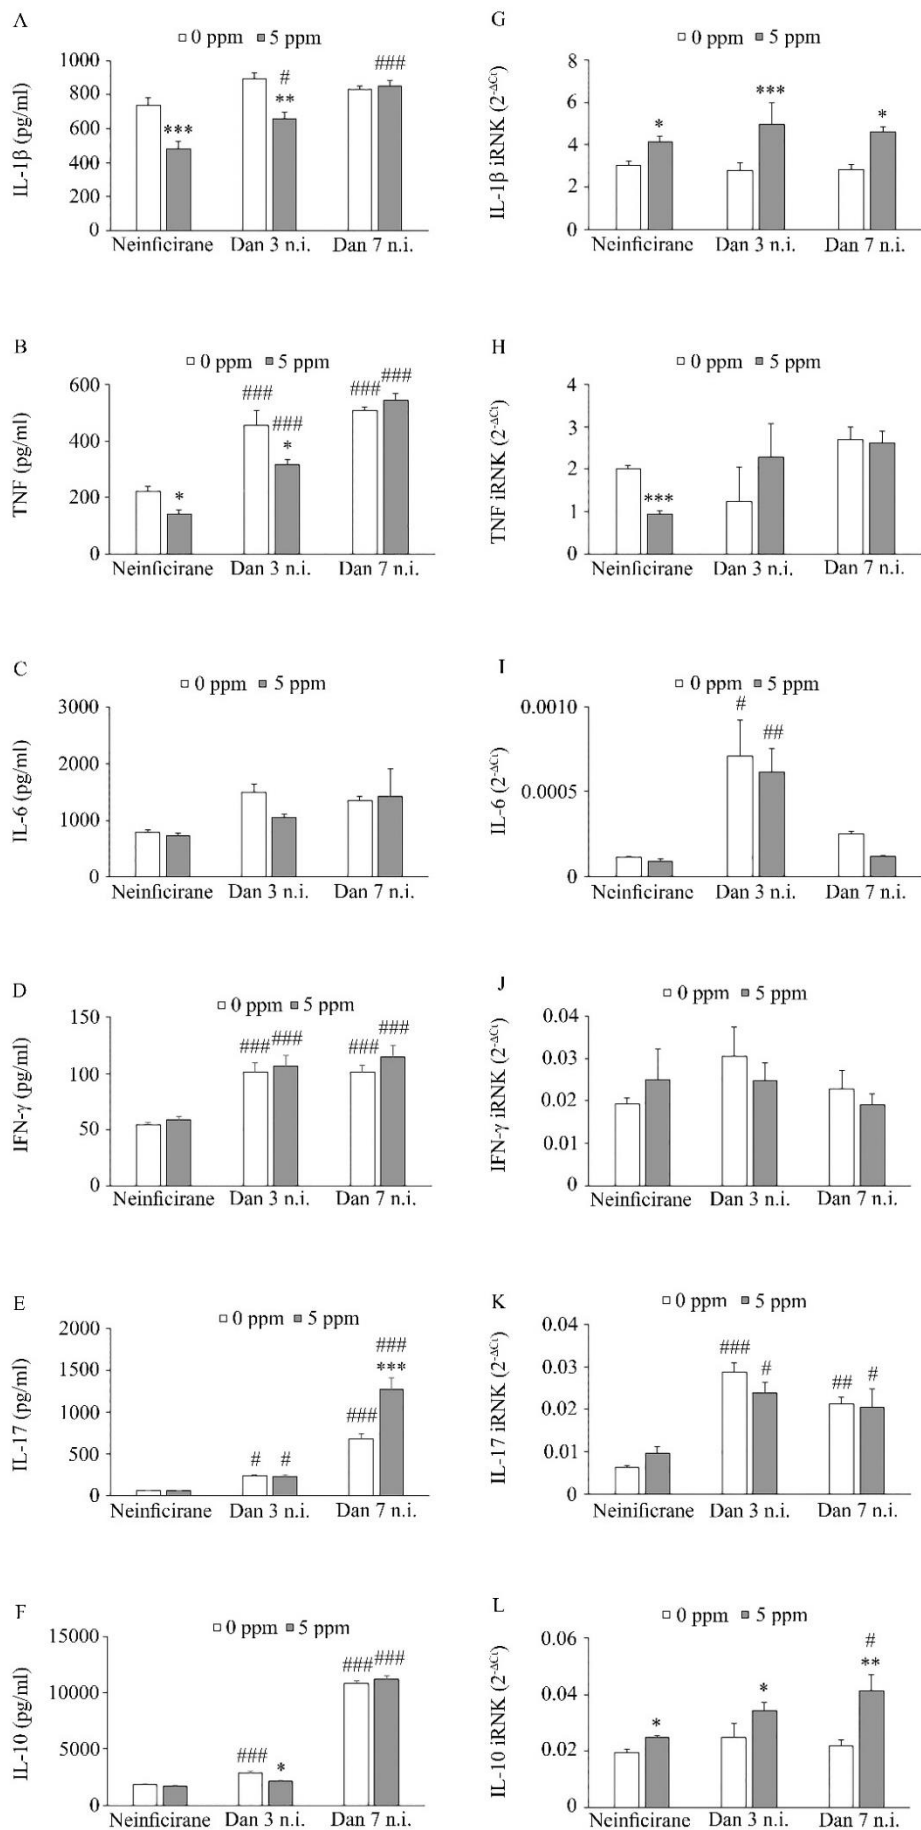 A
0 ppm 5 ppm
IL-1β (pg/ml)
1000
800
600
400
200
0
***
#
**
###
Neinficirane Dan 3 n.i. Dan 7 n.i.
G
0 ppm 5 ppm
IL-1β iRNK (2-ΔCt)
8
6
4
2
0
*
***
*
Neinficirane Dan 3 n.i. Dan 7 n.i.
B
0 ppm 5 ppm
TNF (pg/ml)
600
400
200
0
*
###
###
*
###
###
Neinficirane Dan 3 n.i. Dan 7 n.i.
H
0 ppm 5 ppm
TNF iRNK (2-ΔCt)
4
3
2
1
0
***
Neinficirane Dan 3 n.i. Dan 7 n.i.
C
0 ppm 5 ppm
IL-6 (pg/ml)
3000
2000
1000
0
Neinficirane Dan 3 n.i. Dan 7 n.i.
I
0 ppm 5 ppm
IL-6 (2-ΔCt)
0.0010
0.0005
0
#
##
Neinficirane Dan 3 n.i. Dan 7 n.i.
D
0 ppm 5 ppm
IFN-γ (pg/ml)
150
100
50
0
###
###
###
###
Neinficirane Dan 3 n.i. Dan 7 n.i.
J
0 ppm 5 ppm
IFN-γ iRNK (2-ΔCt)
0.04
0.03
0.02
0.01
0
Neinficirane Dan 3 n.i. Dan 7 n.i.
E
0 ppm 5 ppm
IL-17 (pg/ml)
2000
1500
1000
500
0
#
#
###
###
***
Neinficirane Dan 3 n.i. Dan 7 n.i.
K
0 ppm 5 ppm
IL-17 iRNK (2-ΔCt)
0.04
0.03
0.02
0.01
0
###
#
##
#
Neinificrane Dan 3 n.i. Dan 7 n.i.
F
0 ppm 5 ppm
IL-10 (pg/ml)
15000
10000
5000
0
###
*
###
###
Neinficirane Dan 3 n.i. Dan 7 n.i.
L
0 ppm 5 ppm
IL-10 iRNK (2-ΔCt)
0.06
0.04
0.02
0
*
*
#
**
Neinficirane Dan 3 n.i. Dan 7 n.i.